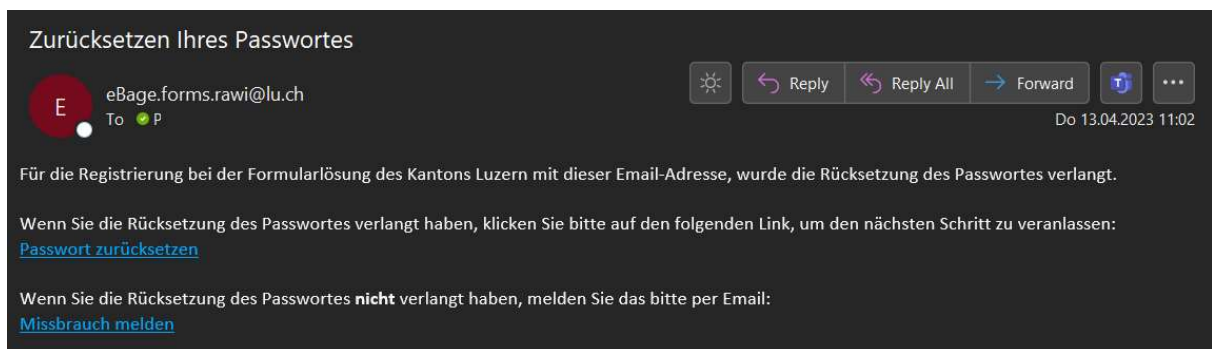 Zurücksetzen Ihres Passwortes
E
eBage.forms.rawi@lu.ch
To P
Reply
Reply All
Forward
Do 13.04.2023 11:02
Für die Registrierung bei der Formularlösung des Kantons Luzern mit dieser Email-Adresse, wurde die Rücksetzung des Passwortes verlangt.
Wenn Sie die Rücksetzung des Passwortes verlangt haben, klicken Sie bitte auf den folgenden Link, um den nächsten Schritt zu veranlassen:
Passwort zurücksetzen
Wenn Sie die Rücksetzung des Passwortes nicht verlangt haben, melden Sie das bitte per Email:
Missbrauch melden